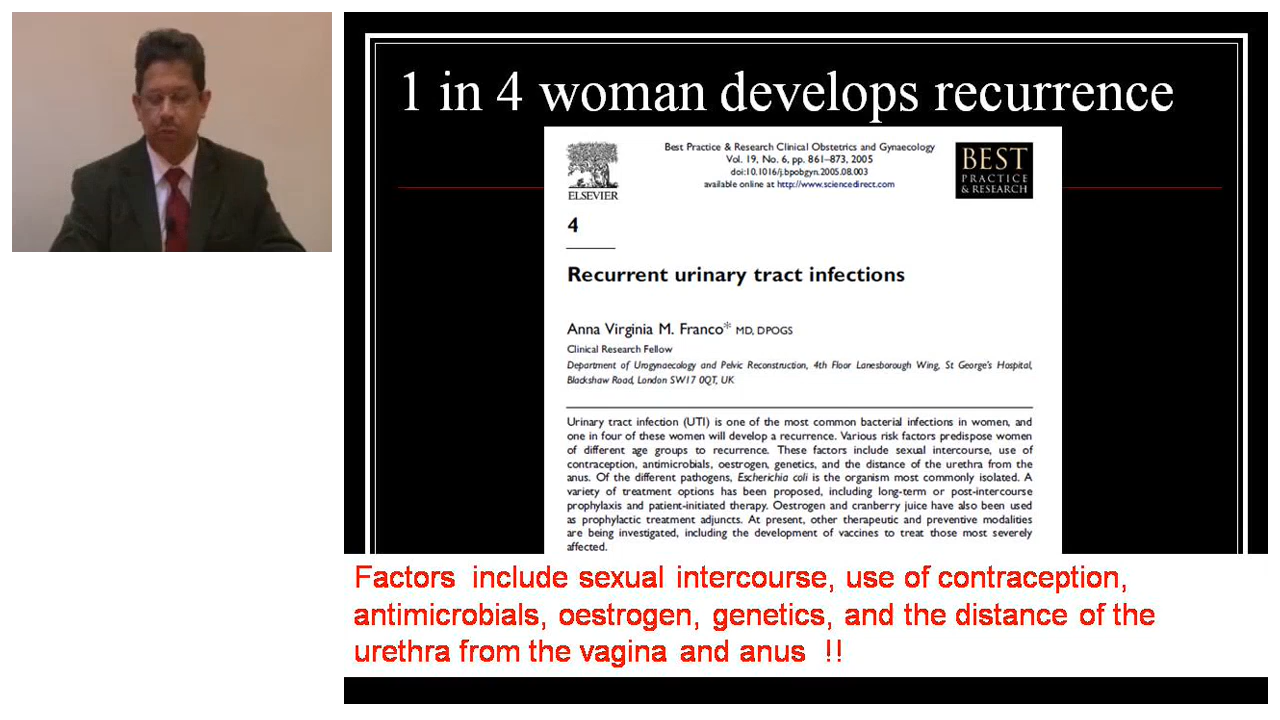 1 in 4 woman develops recurrence
ELSEVIER
Best Practice & Research Clinical Obstetrics and Gynaecology
Vol. 19, No. 6, pp. 861–873, 2005
doi:10.1016/j.bpobgyn.2005.08.003
available online at http://www.sciencedirect.com
BEST
PRACTICE
& RESEARCH
4
Recurrent urinary tract infections
Anna Virginia M. Franco* MD, DPOGS
Clinical Research Fellow
Department of Urogynaecology and Pelvic Reconstruction, 4th Floor Lanesborough Wing, St George's Hospital,
Blackshaw Road, London SW17 0QT, UK
Urinary tract infection (UTI) is one of the most common bacterial infections in women, and
one in four of these women will develop a recurrence. Various risk factors predispose women
of different age groups to recurrence. These factors include sexual intercourse, use of
contraception, antimicrobials, oestrogen, genetics, and the distance of the urethra from the
anus. Of the different pathogens, Escherichia coli is the organism most commonly isolated. A
variety of treatment options has been proposed, including long-term or post-intercourse
prophylaxis and patient-initiated therapy. Oestrogen and cranberry juice have also been used
as prophylactic treatment adjuncts. At present, other therapeutic and preventive modalities
are being investigated, including the development of vaccines to treat those most severely
affected.
Factors include sexual intercourse, use of contraception,
antimicrobials, oestrogen, genetics, and the distance of the
urethra from the vagina and anus !!